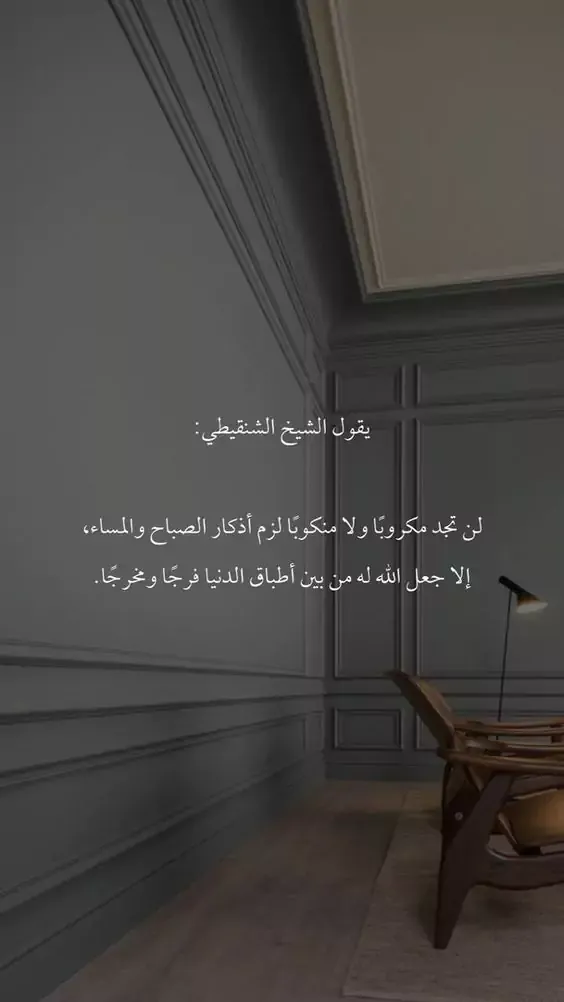 يقول الشيخ الشنقيطي:
لن تجد مكروبًا ولا منكوبًا لزم أذكار الصباح والمساء،
إلا جعل الله له من بين أطباق الدنيا فرجًا ومخرجًا.